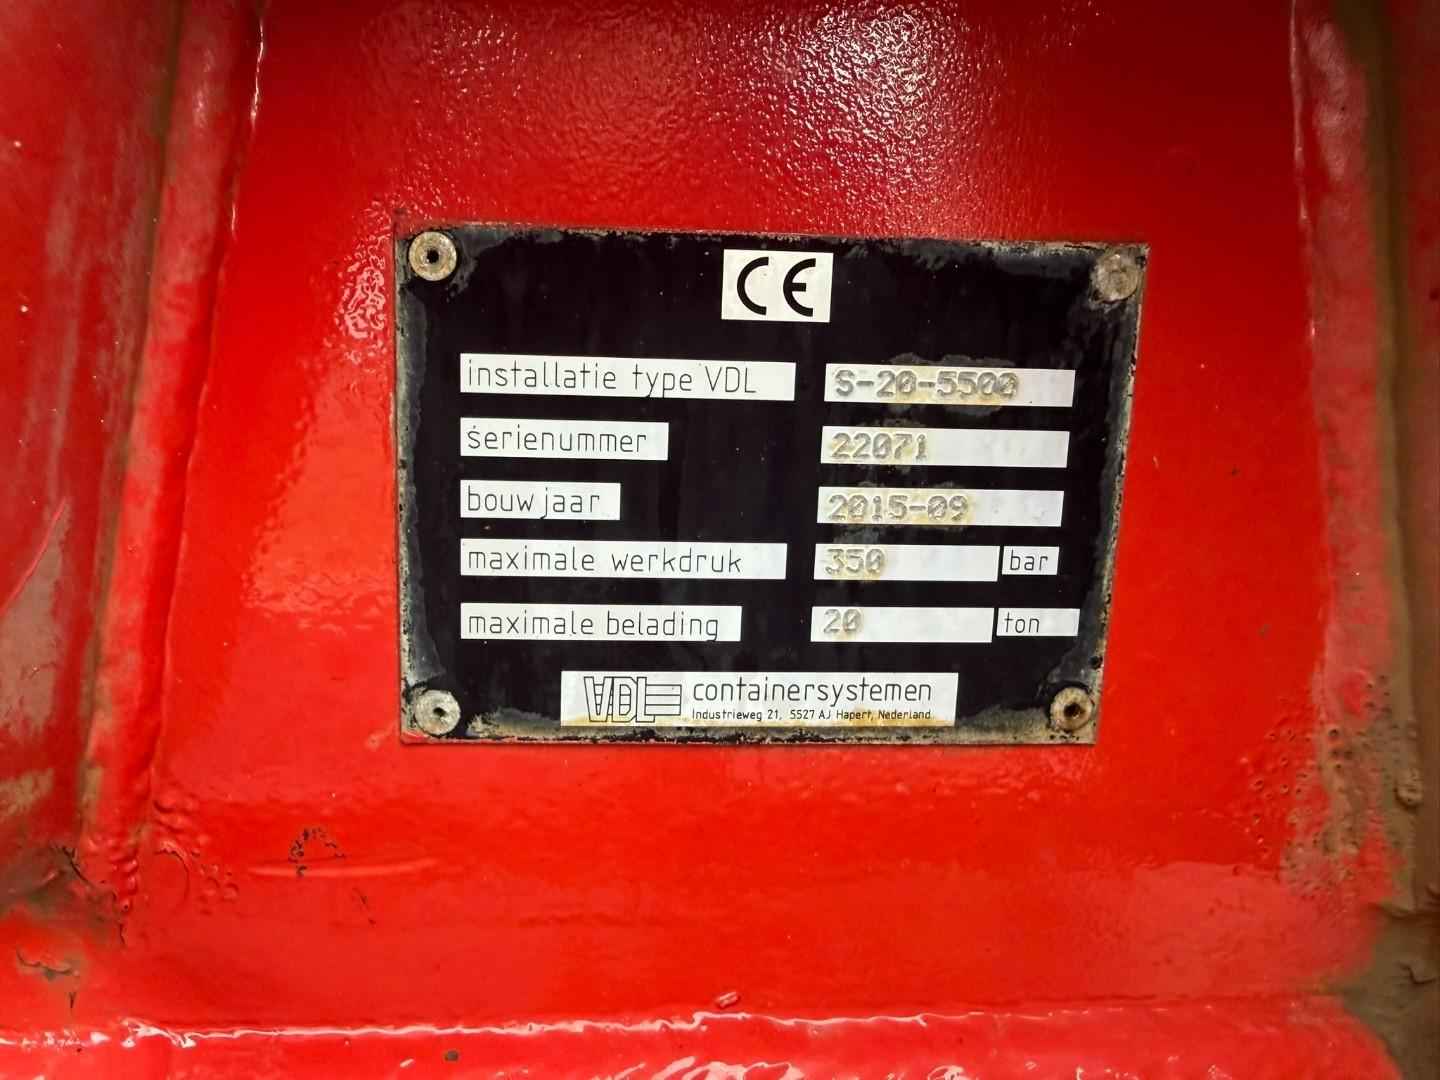 CE
installatie type VDL S-20-5500
serienummer 22071
bouwjaar 2015-09
maximale werkdruk 350 bar
maximale belading 20 ton
VDL containersystemen
Industrieweg 21, 5527 AJ Hapert, Nederland